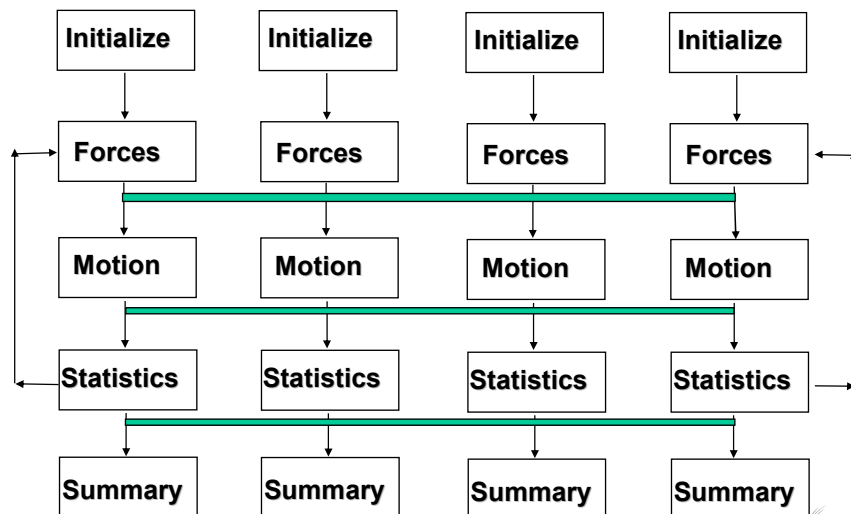 Initialize Initialize Initialize Initialize
Forces Forces Forces Forces
Motion Motion Motion Motion
Statistics Statistics Statistics Statistics
Summary Summary Summary Summary